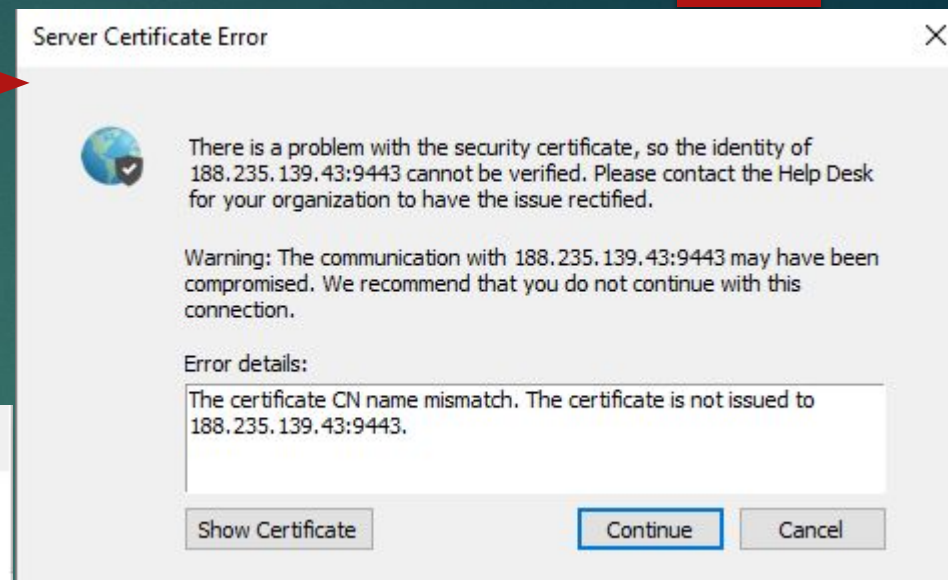 Server Certificate Error
There is a problem with the security certificate, so the identity of
188.235.139.43:9443 cannot be verified. Please contact the Help Desk
for your organization to have the issue rectified.
Warning: The communication with 188.235.139.43:9443 may have been
compromised. We recommend that you do not continue with this
connection.
Error details:
The certificate CN name mismatch. The certificate is not issued to
188.235.139.43:9443.
Show Certificate Continue Cancel